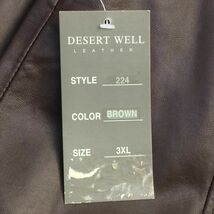 DESERT WELL
LEATHER
STYLE 224
COLOR BROWN
SIZE 3XL